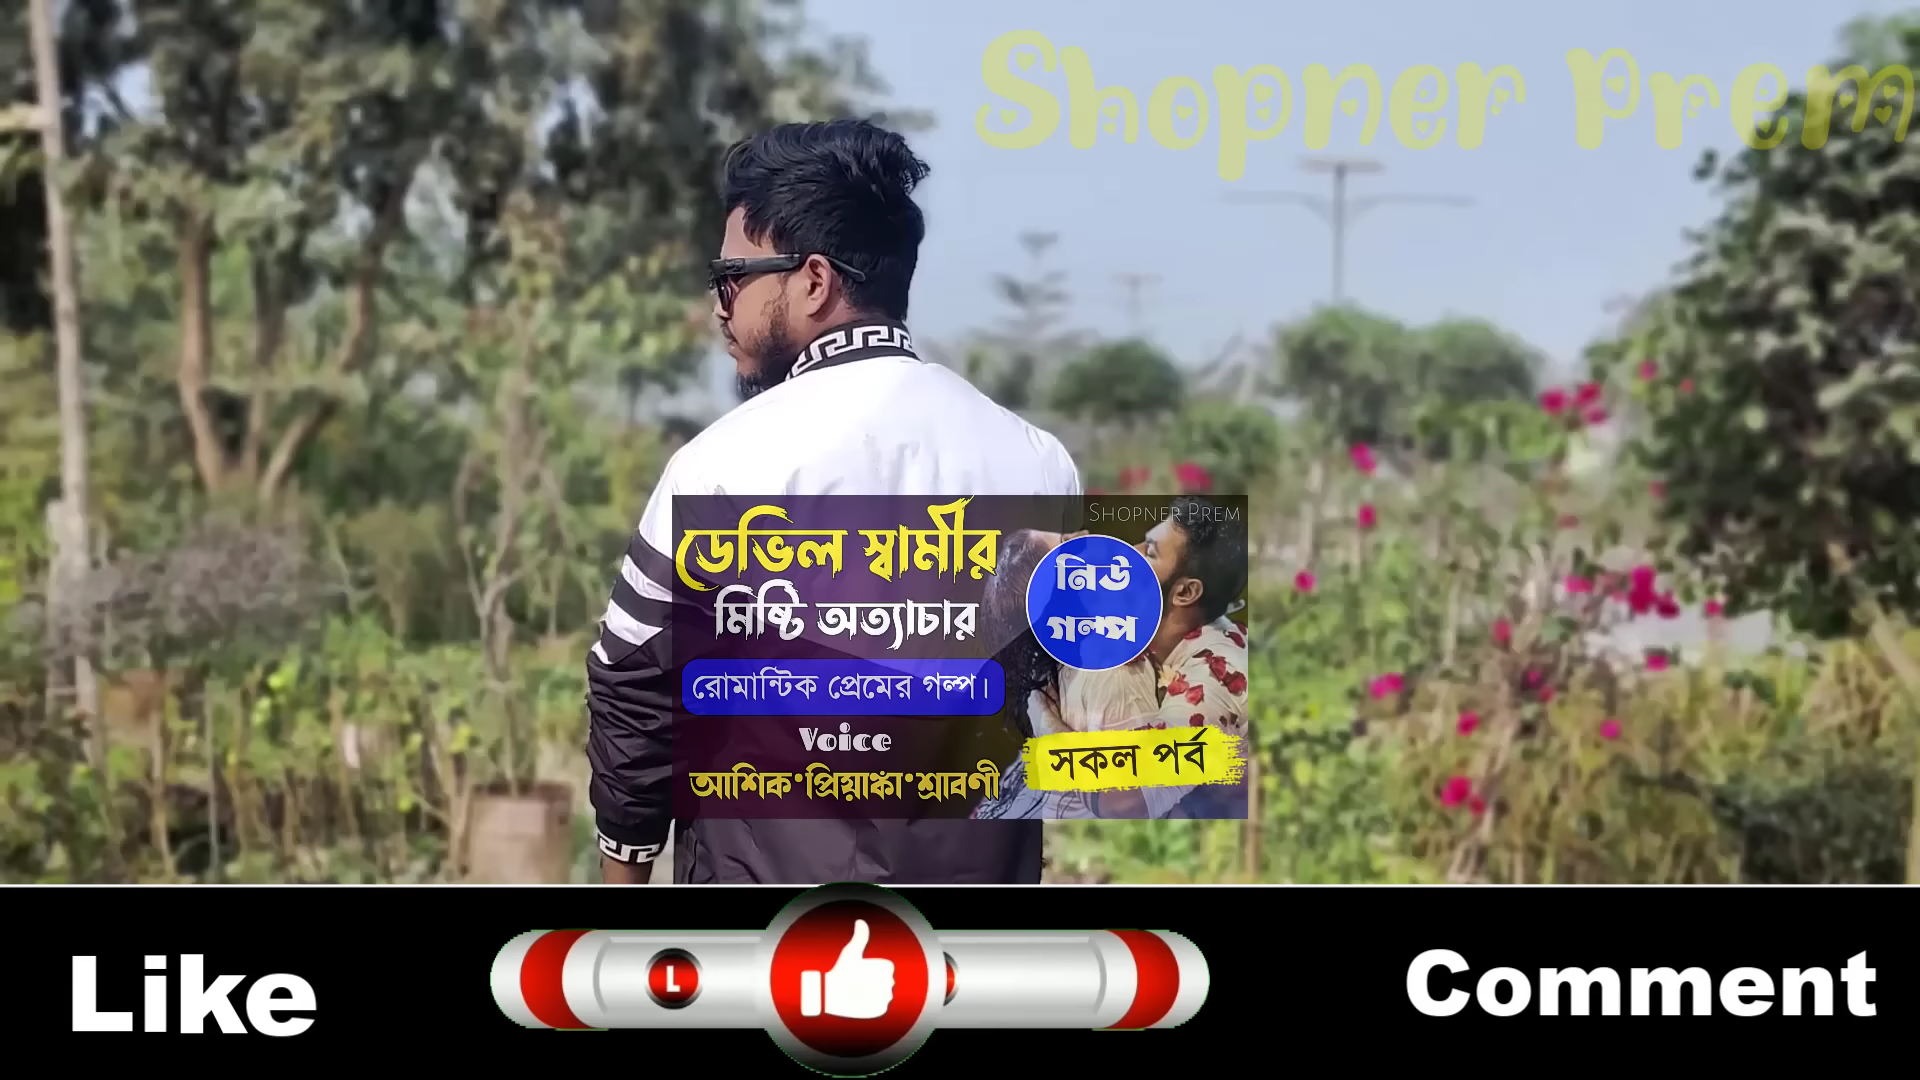 Shopner Prem
SHOPNER PREM
ডেভিল স্বামীর
মিষ্টি অত্যাচার
নিউ
গল্প
রোমান্টিক প্রেমের গল্প।
Voice
আশিক•প্রিয়াঙ্কা•শ্রাবণী
সকল পর্ব
Like
L
Comment